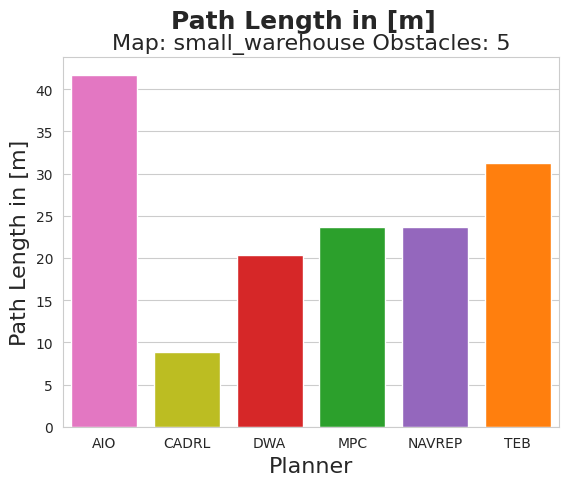 Path Length in [m]
Map: small_warehouse Obstacles: 5
Path Length in [m]
40
35
30
25
20
15
10
5
0
AIO CADRL DWA MPC NAVREP TEB
Planner